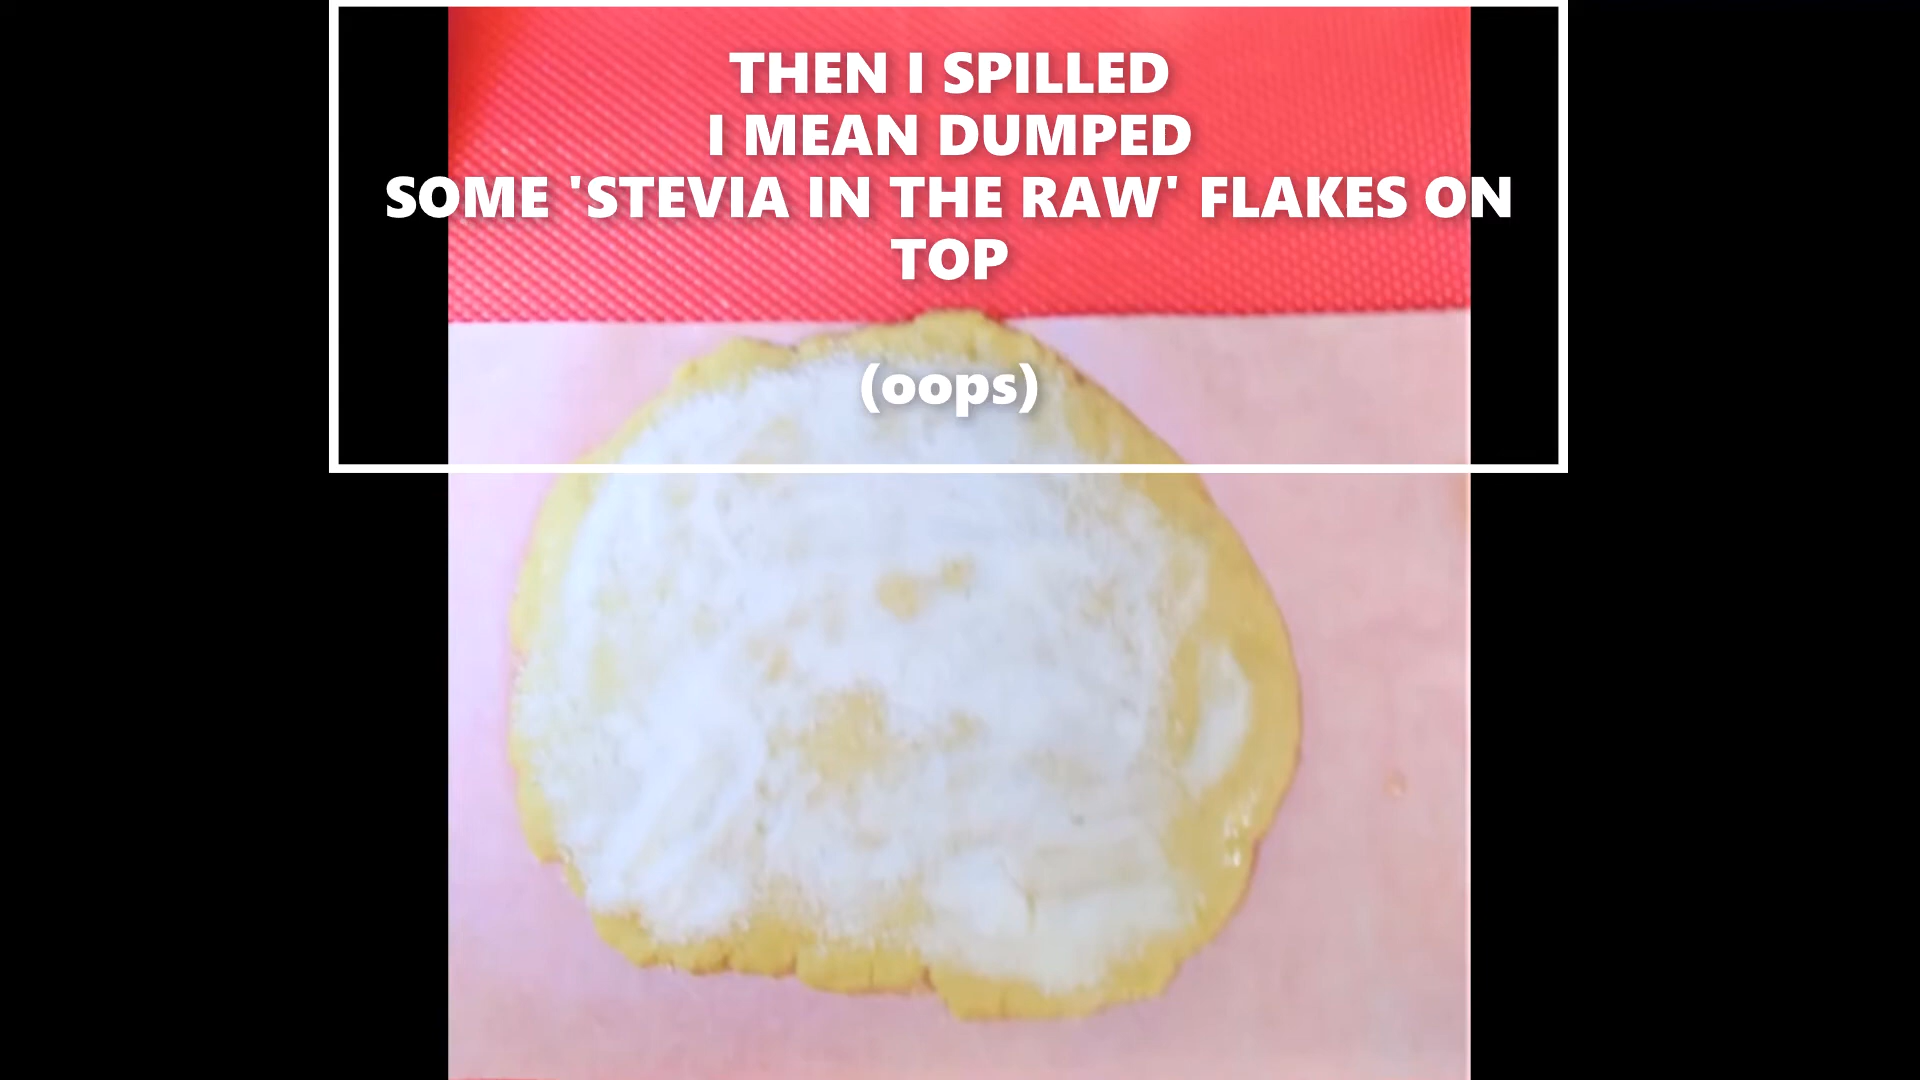 THEN I SPILLED
I MEAN DUMPED
SOME 'STEVIA IN THE RAW' FLAKES ON
TOP
(oops)